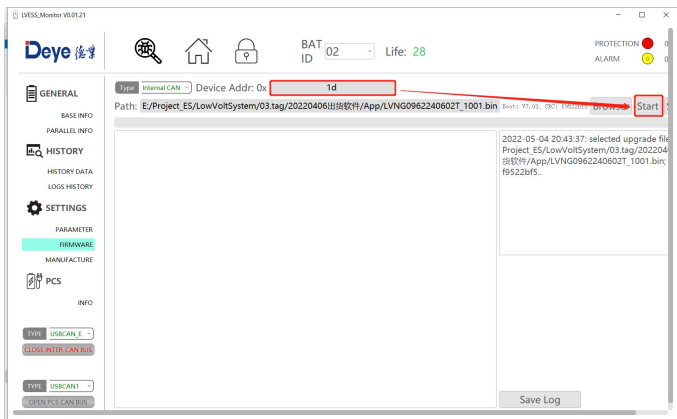 LVESS_Monitor V0.01.21
Deye 德业
BAT ID 02 Life: 28
PROTECTION
ALARM 0
Type Internal CAN Device Addr: 0x 1d
Path: E:/Project_ES/LowVoltSystem/03.tag/20220406出货软件/App/LVNG0962240602T_1001.bin Start
GENERAL
BASE INFO
PARALLEL INFO
HISTORY
HISTORY DATA
LOGS HISTORY
SETTINGS
PARAMETER
FIRMWARE
MANUFACTURE
PCS
INFO
TYPE USBCAN_E
CLOSE INTER-CAN BUS
TYPE USBCAN1
OPEN PCS CAN BUS
2022-05-04 20:43:37: selected upgrade fil
Project_ES/LowVoltSystem/03.tag/202204
货软件/App/LVNG0962240602T_1001.bin;
f9522bf5..
Save Log